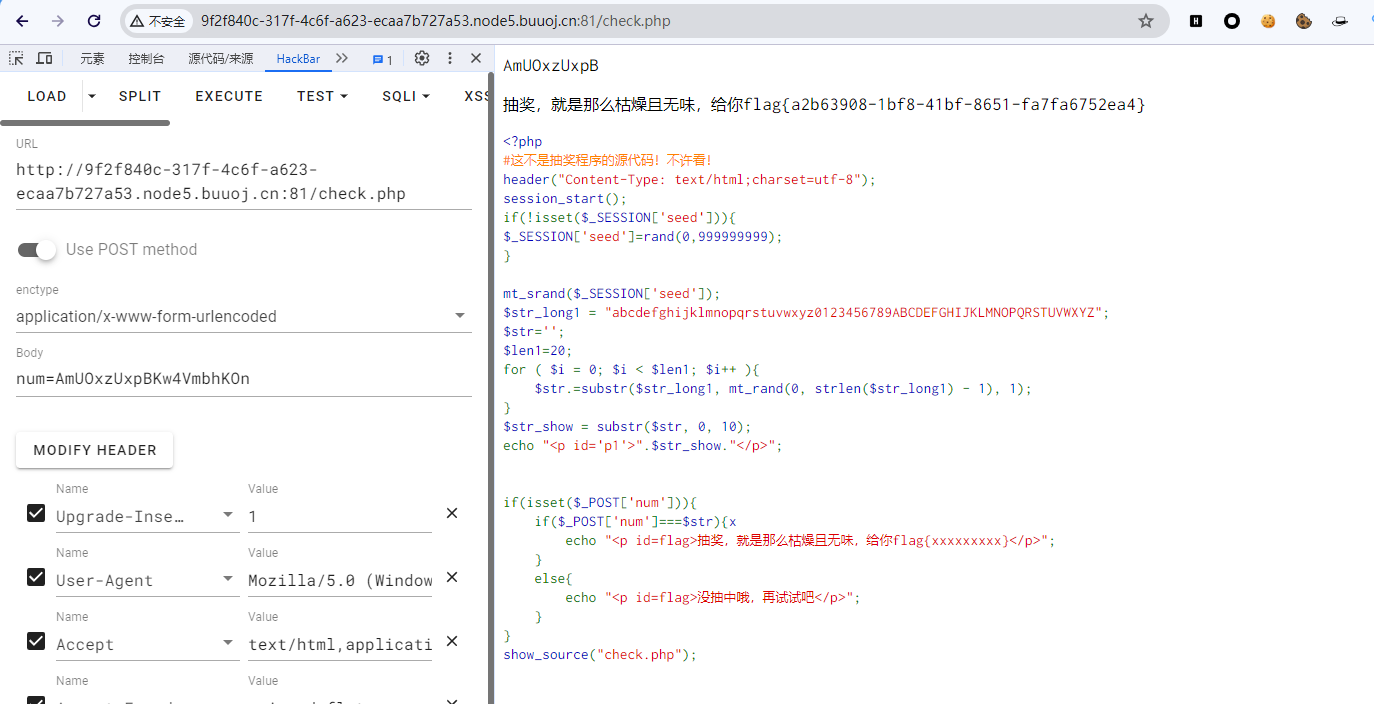 不安全 9f2f840c-317f-4c6f-a623-ecaa7b727a53.node5.buuoj.cn:81/check.php
元素 控制台 源代码/来源 HackBar 1
LOAD SPLIT EXECUTE TEST SQLI XSS
URL
http://9f2f840c-317f-4c6f-a623-
ecaa7b727a53.node5.buuoj.cn:81/check.php
Use POST method
enctype
application/x-www-form-urlencoded
Body
num=AmUOxzUxpBKw4VmbhKOn
MODIFY HEADER
Name Value
Upgrade-Inse… 1
Name Value
User-Agent Mozilla/5.0 (Window
Name Value
Accept text/html,applicati
Name Value
AmUOxzUxpB
抽奖，就是那么枯燥且无味，给你flag{a2b63908-1bf8-41bf-8651-fa7fa6752ea4}
<?php
#这不是抽奖程序的源代码！不许看！
header("Content-Type: text/html;charset=utf-8");
session_start();
if(!isset($_SESSION['seed'])){
$_SESSION['seed']=rand(0,999999999);
}
mt_srand($_SESSION['seed']);
$str_long1 = "abcdefghijklmnopqrstuvwxyz0123456789ABCDEFGHIJKLMNOPQRSTUVWXYZ";
$str='';
$len1=20;
for ( $i = 0; $i < $len1; $i++ ){
    $str.=substr($str_long1, mt_rand(0, strlen($str_long1) - 1), 1);
}
$str_show = substr($str, 0, 10);
echo "<p id='p1'>".$str_show."</p>";
if(isset($_POST['num'])){
    if($_POST['num']===$str){x
        echo "<p id=flag>抽奖，就是那么枯燥且无味，给你flag{xxxxxxxxx}</p>";
    }
    else{
        echo "<p id=flag>没抽中哦，再试试吧</p>";
    }
}
show_source("check.php");